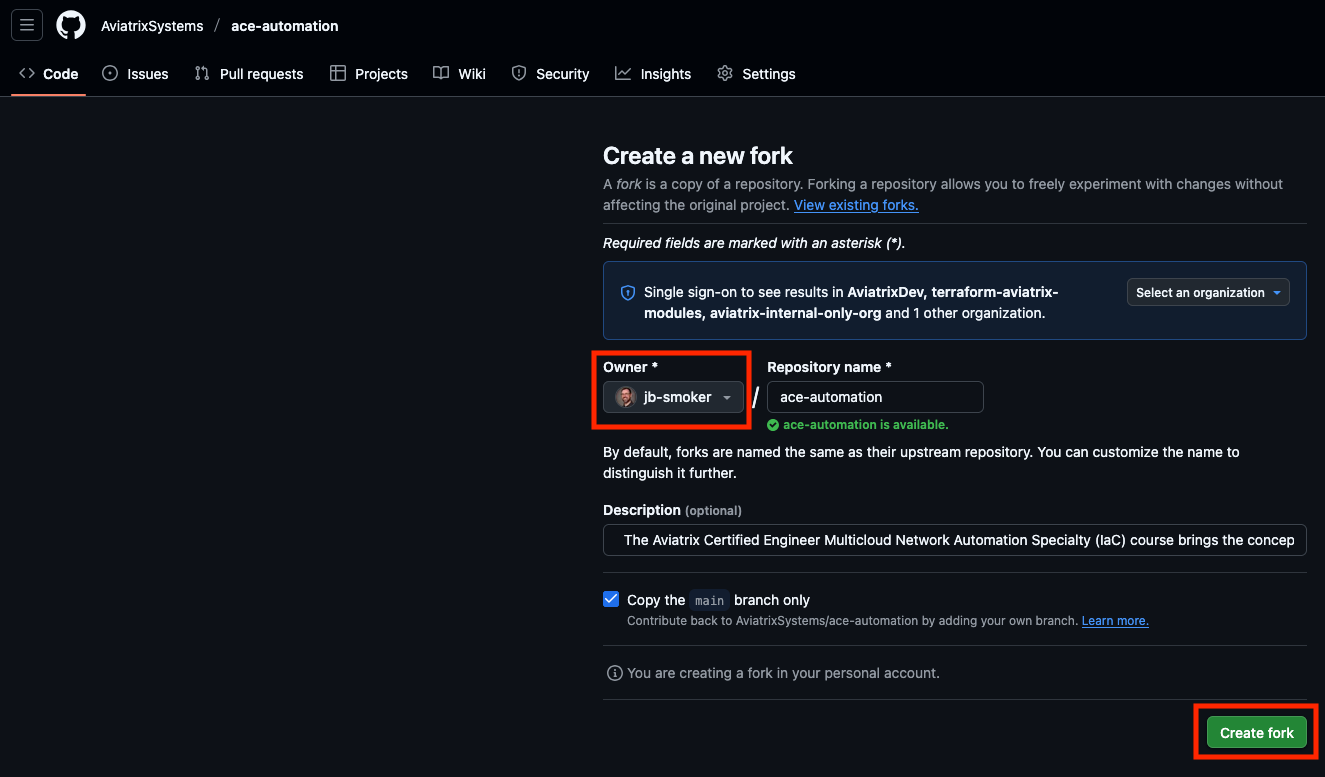 AviatrixSystems / ace-automation
Code Issues Pull requests Projects Wiki Security Insights Settings
Create a new fork
A fork is a copy of a repository. Forking a repository allows you to freely experiment with changes without
affecting the original project. View existing forks.
Required fields are marked with an asterisk (*).
Single sign-on to see results in AviatrixDev, terraform-aviatrix-
modules, aviatrix-internal-only-org and 1 other organization.
Select an organization
Owner * Repository name *
jb-smoker / ace-automation
ace-automation is available.
By default, forks are named the same as their upstream repository. You can customize the name to
distinguish it further.
Description (optional)
The Aviatrix Certified Engineer Multicloud Network Automation Specialty (IaC) course brings the concep
Copy the main branch only
Contribute back to AviatrixSystems/ace-automation by adding your own branch. Learn more.
You are creating a fork in your personal account.
Create fork